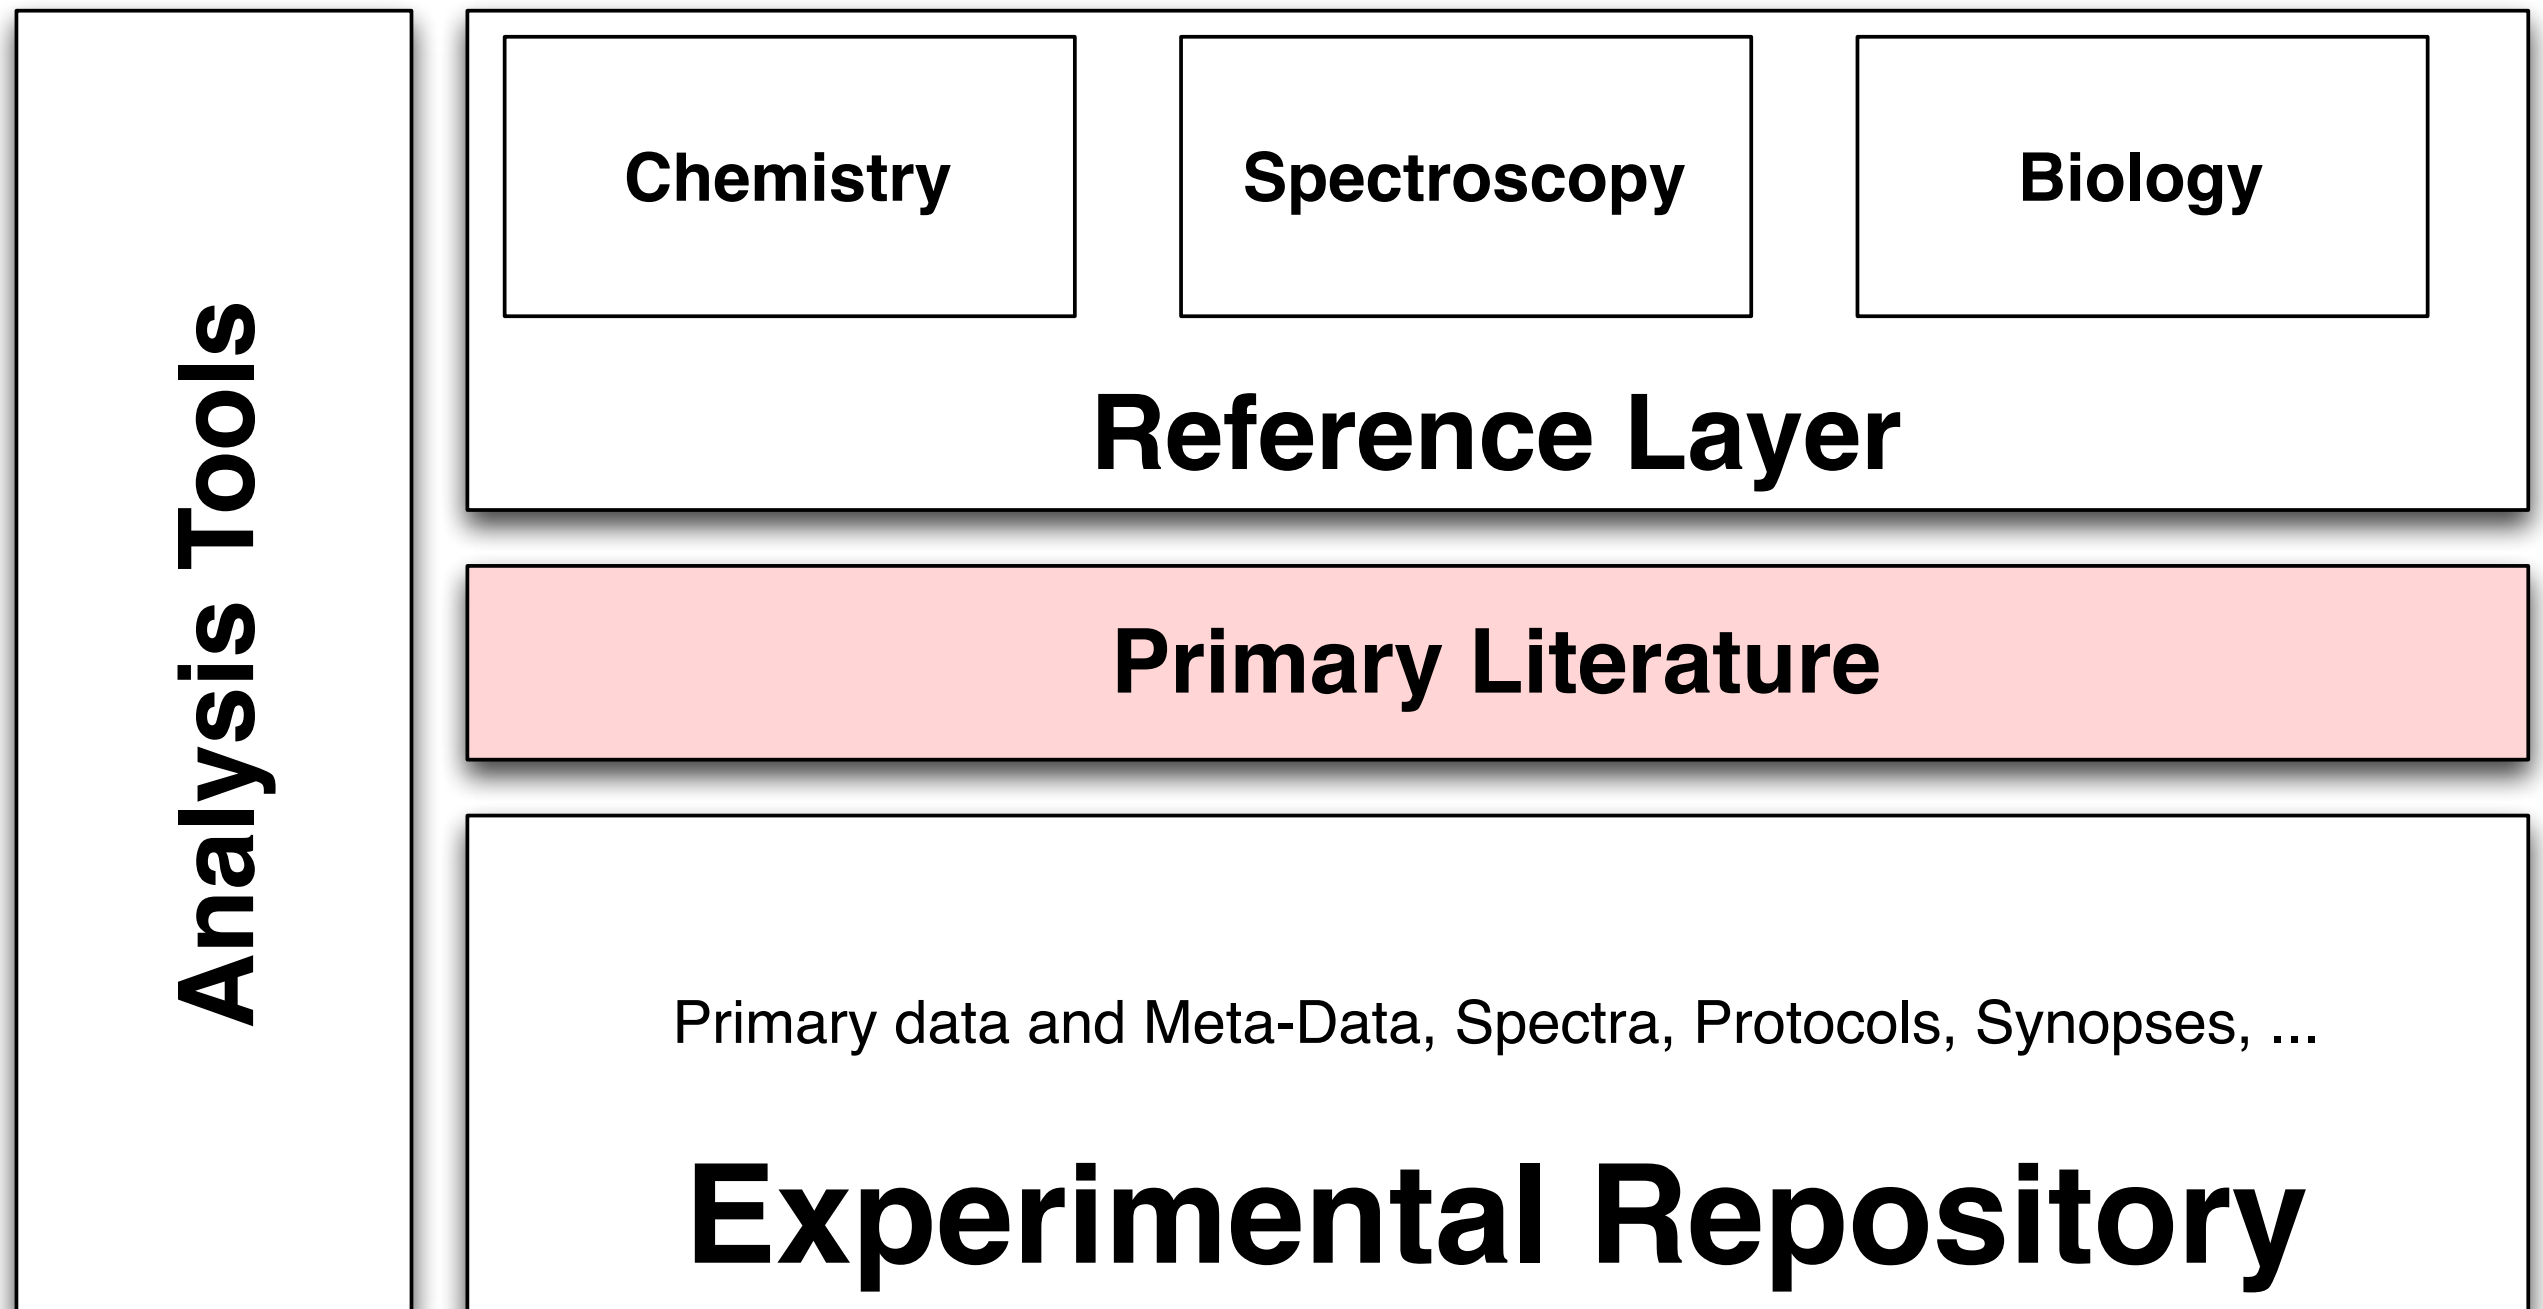 Analysis Tools
Chemistry
Spectroscopy
Biology
Reference Layer
Primary Literature
Primary data and Meta-Data, Spectra, Protocols, Synopses, ...
Experimental Repository